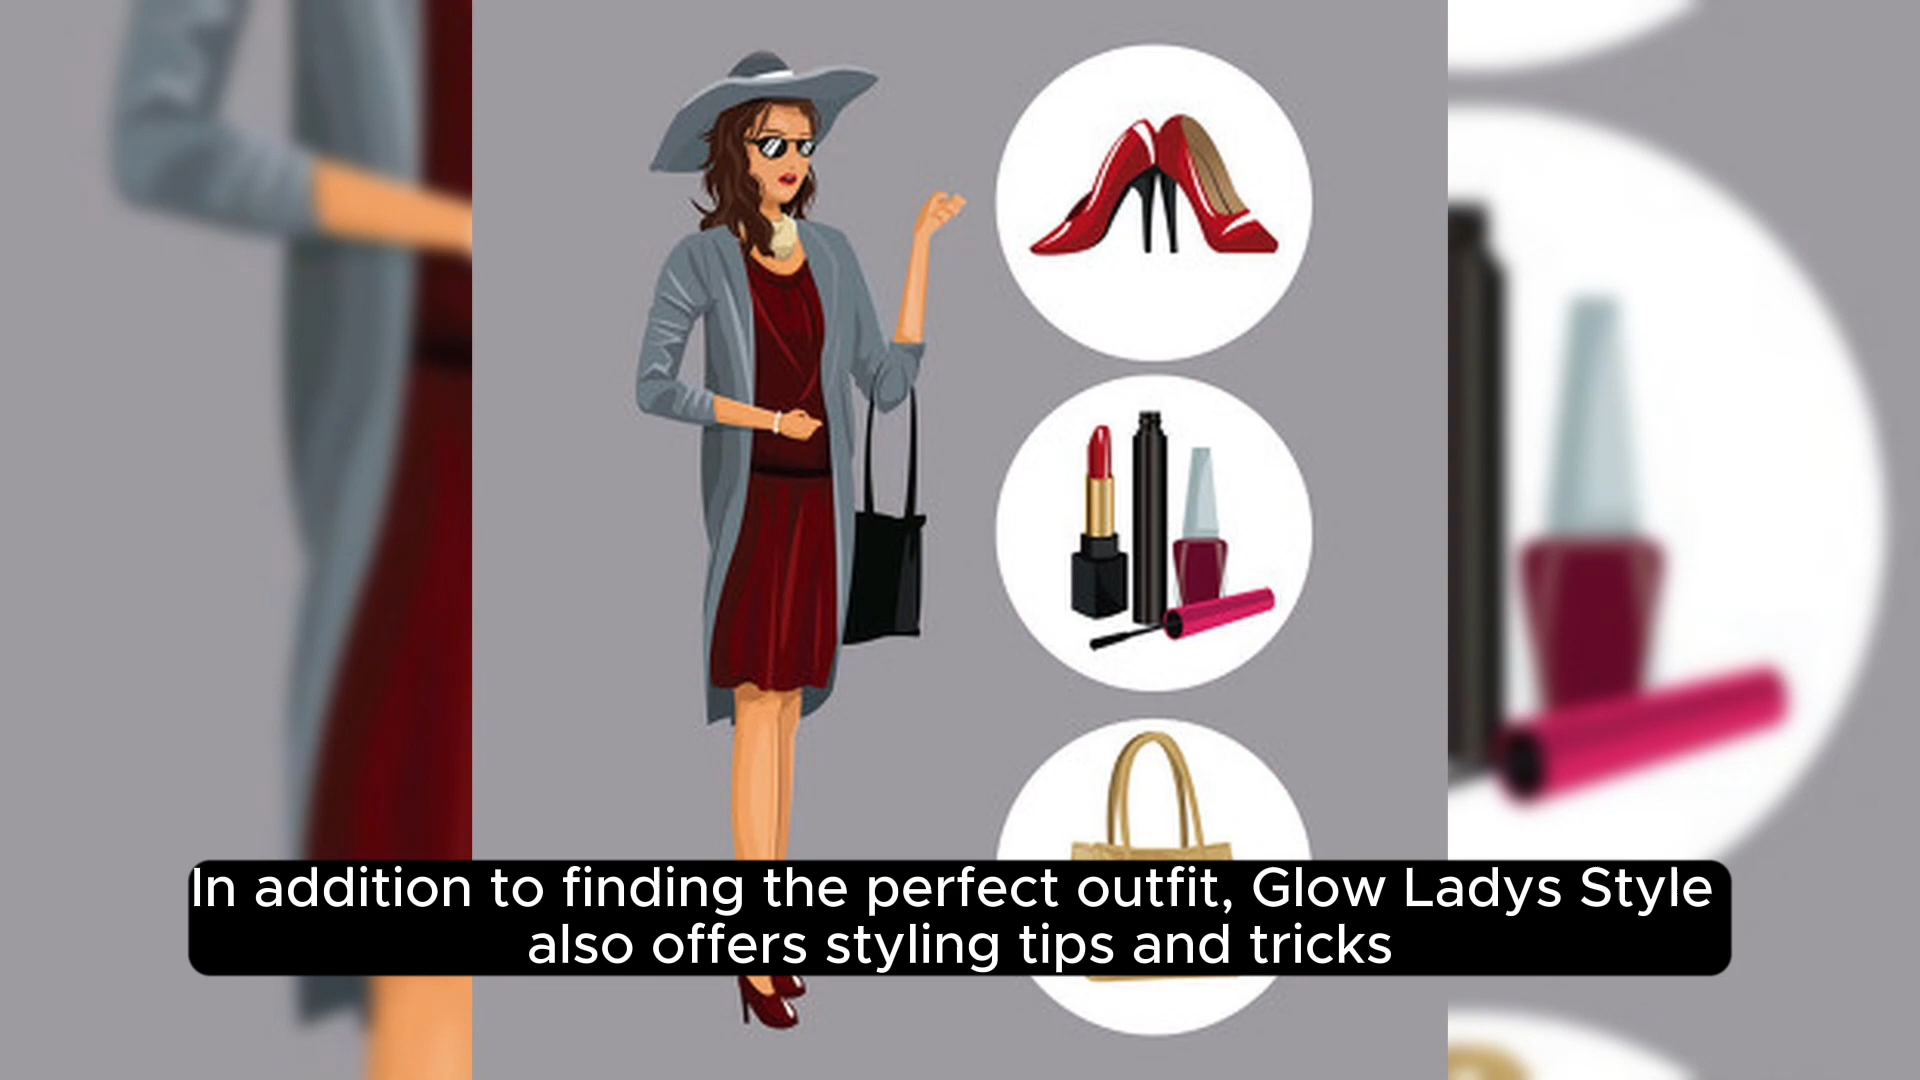 In addition to finding the perfect outfit, Glow Ladys Style
also offers styling tips and tricks